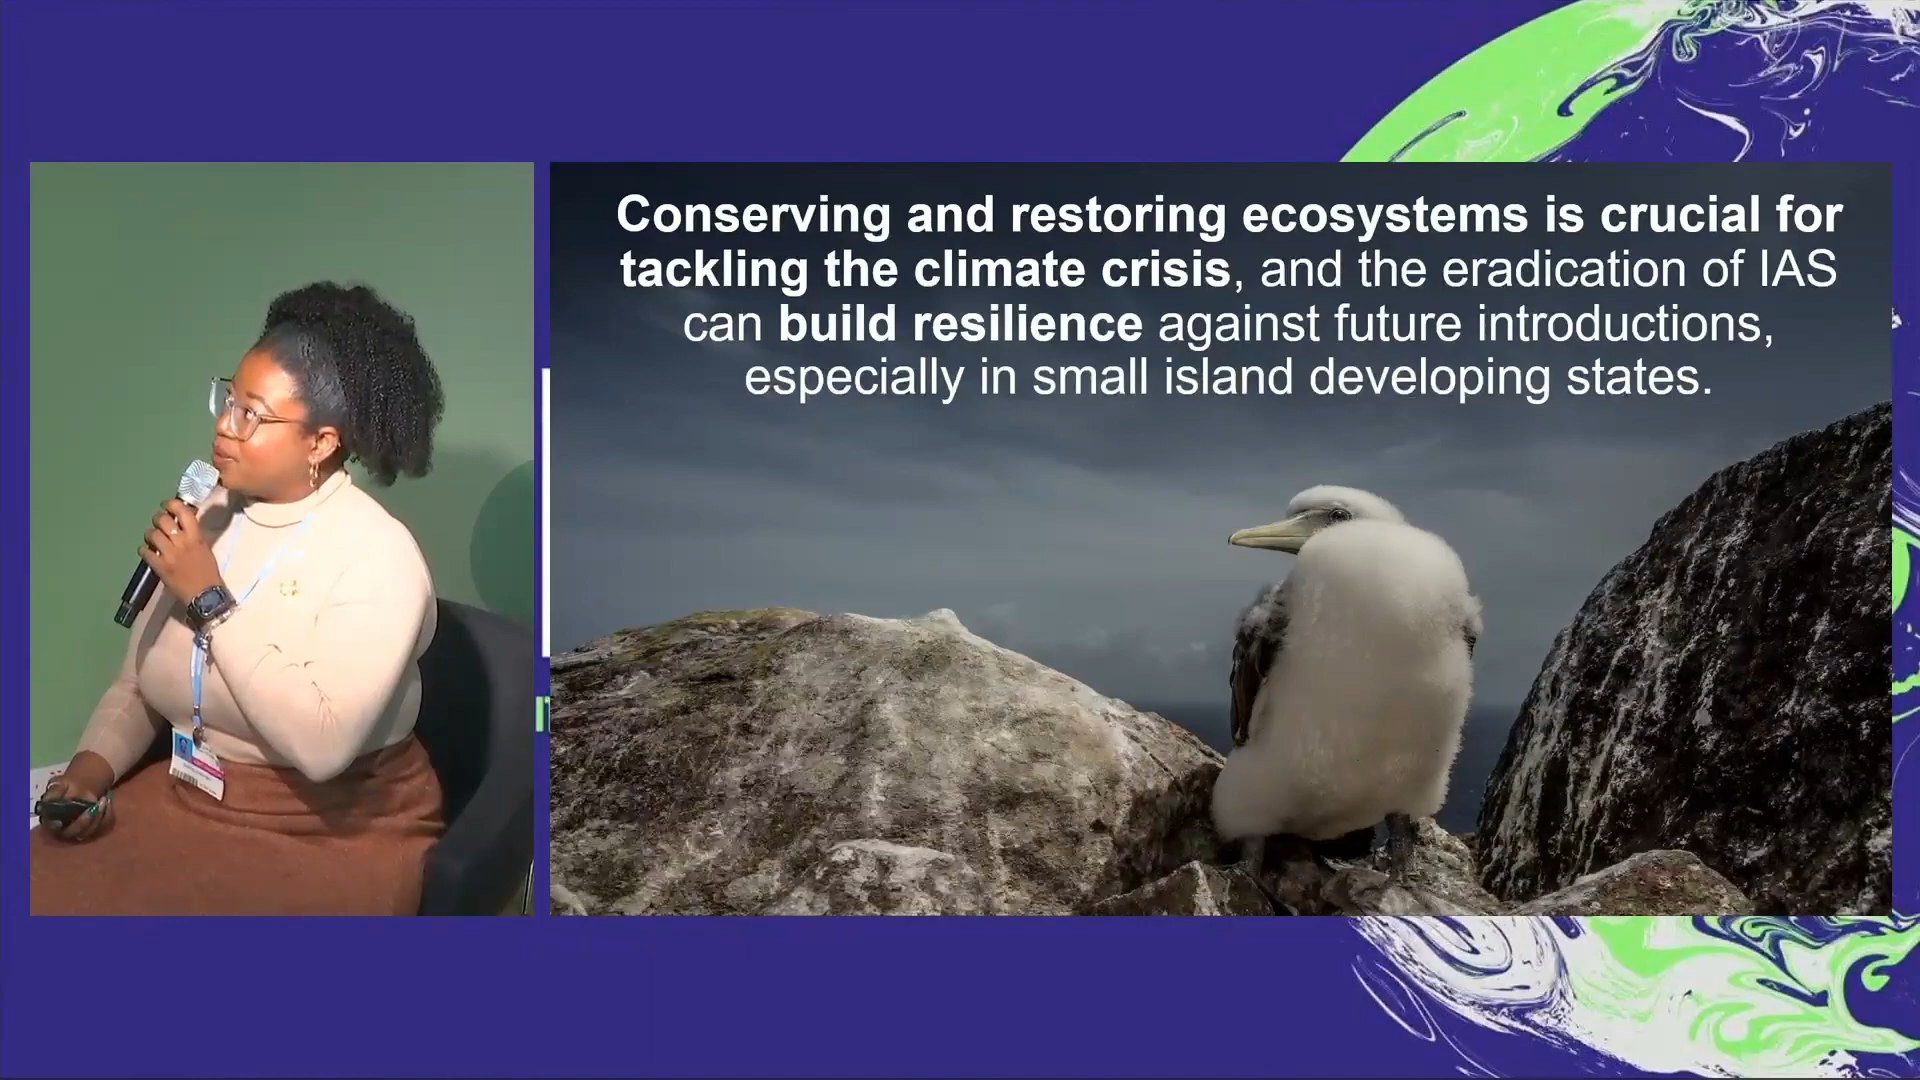 Conserving and restoring ecosystems is crucial for
tackling the climate crisis, and the eradication of IAS
can build resilience against future introductions,
especially in small island developing states.